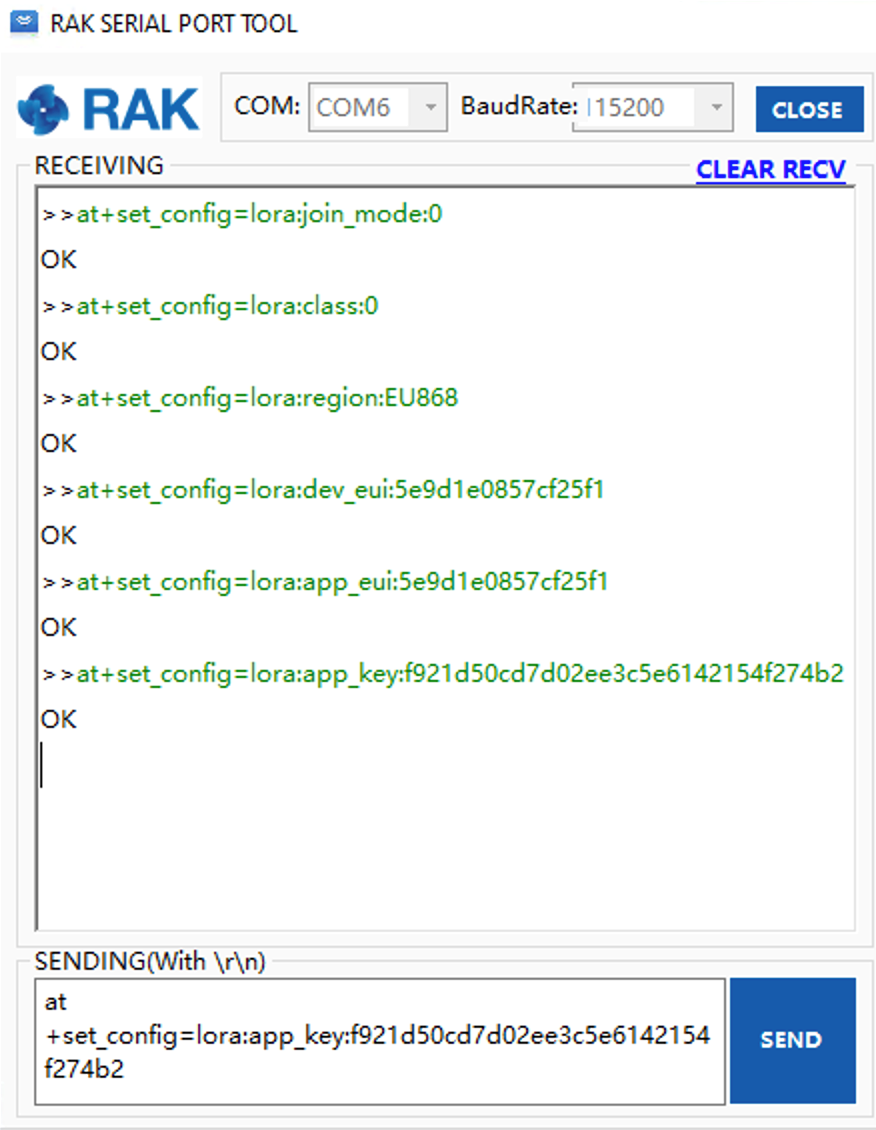 RAK SERIAL PORT TOOL
RAK COM: COM6 BaudRate: 115200 CLOSE
RECEIVING CLEAR RECV
>>at+set_config=lora:join_mode:0
OK
>>at+set_config=lora:class:0
OK
>>at+set_config=lora:region:EU868
OK
>>at+set_config=lora:dev_eui:5e9d1e0857cf25f1
OK
>>at+set_config=lora:app_eui:5e9d1e0857cf25f1
OK
>>at+set_config=lora:app_key:f921d50cd7d02ee3c5e6142154f274b2
OK
SENDING(With \r\n)
at
+set_config=lora:app_key:f921d50cd7d02ee3c5e6142154
f274b2
SEND